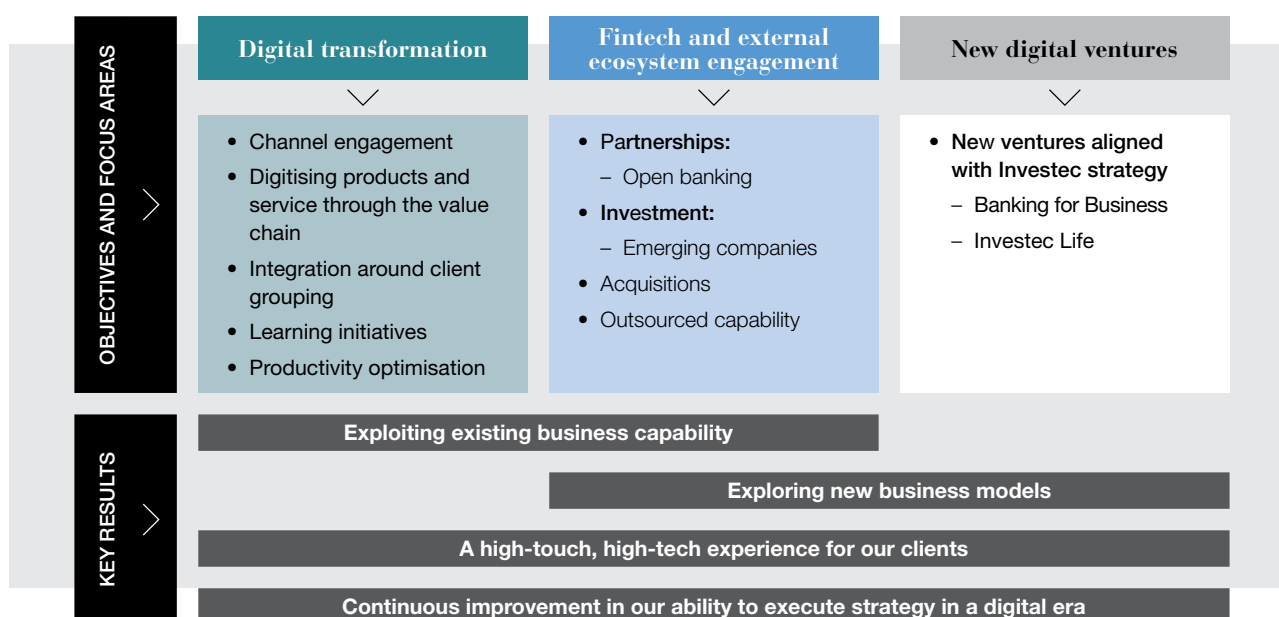 OBJECTIVES AND FOCUS AREAS
Digital transformation
• Channel engagement
• Digitising products and
service through the value
chain
• Integration around client
grouping
• Learning initiatives
• Productivity optimisation
Fintech and external
ecosystem engagement
• Partnerships:
– Open banking
• Investment:
– Emerging companies
• Acquisitions
• Outsourced capability
New digital ventures
• New ventures aligned
with Investec strategy
– Banking for Business
– Investec Life
KEY RESULTS
Exploiting existing business capability
Exploring new business models
A high-touch, high-tech experience for our clients
Continuous improvement in our ability to execute strategy in a digital era